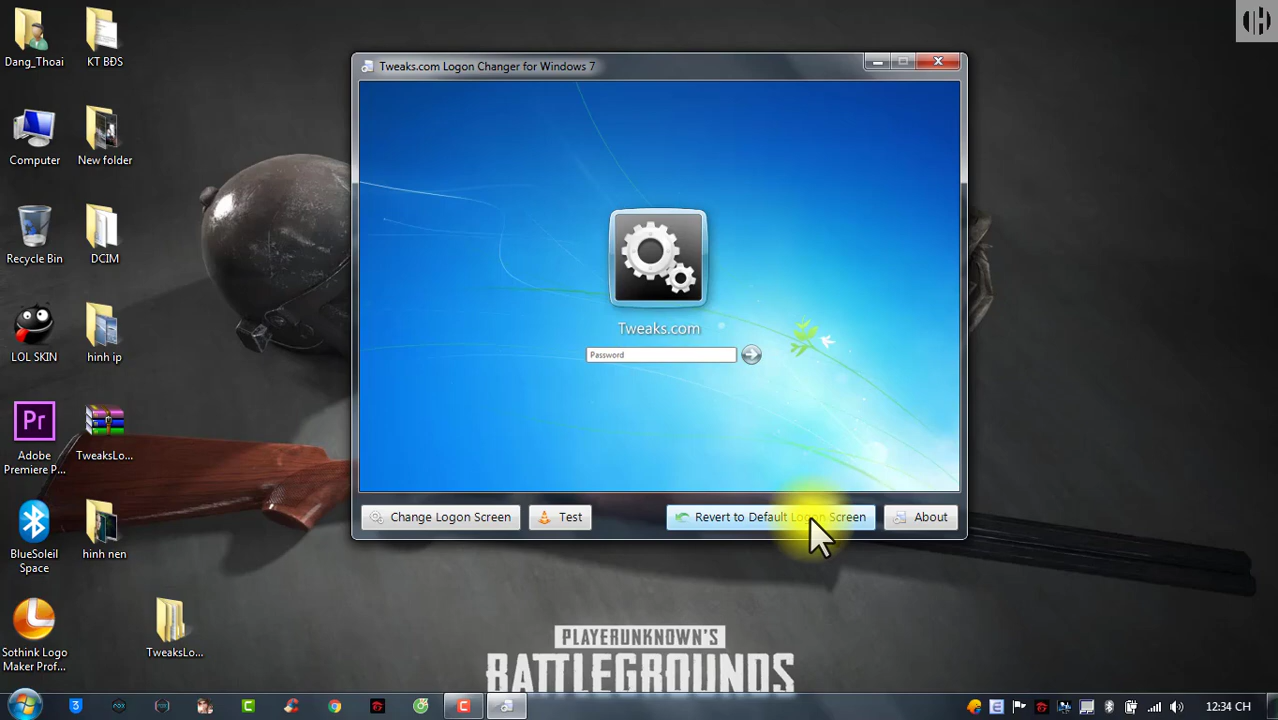 Dang_Thoai
KT BĐS
Computer
New folder
Recycle Bin
DCIM
LOL SKIN
hinh ip
Pr
Adobe
Premiere P...
TweaksLo...
BlueSoleil
Space
hinh nen
Sothink Logo
Maker Prof...
TweaksLo...
Tweaks.com Logon Changer for Windows 7
Tweaks.com
Password
Change Logon Screen
Test
Revert to Default Logon Screen
About
PLAYERUNKNOWN'S
BATTLEGROUNDS
12:34 CH